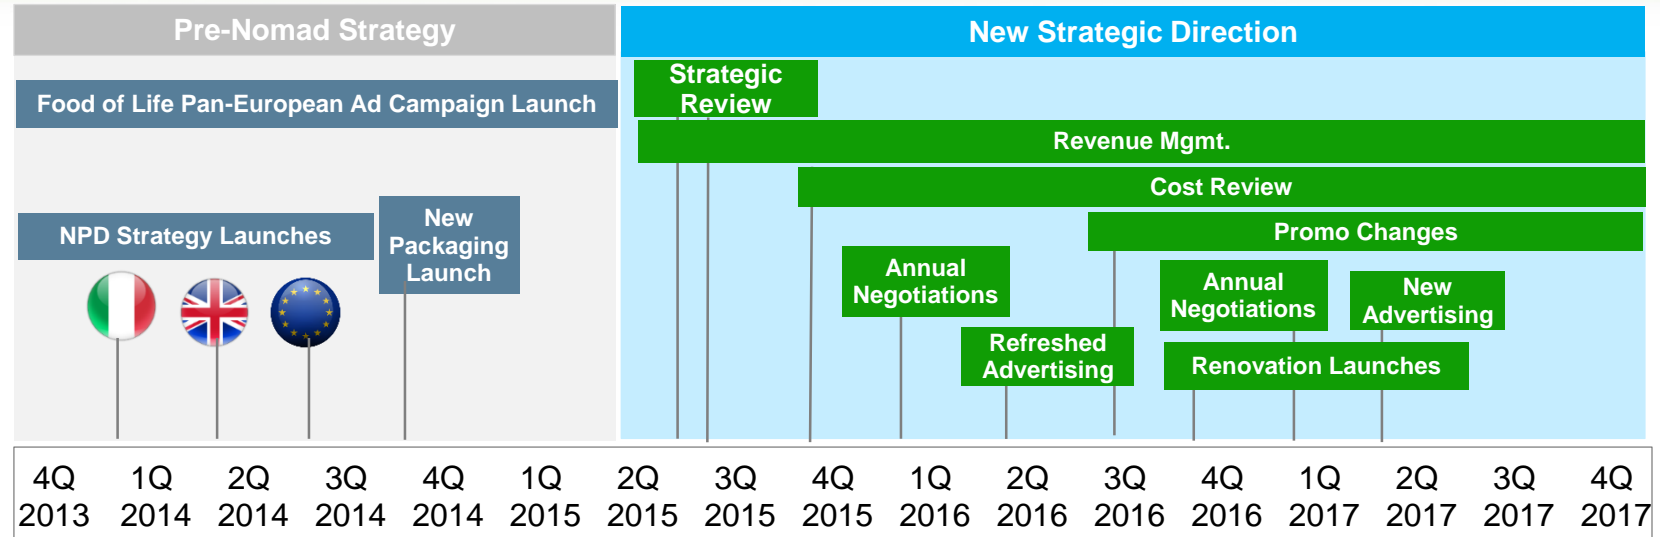 Pre-Nomad Strategy
New Strategic Direction
Food of Life Pan-European Ad Campaign Launch
Strategic
Review
Revenue Mgmt.
Cost Review
NPD Strategy Launches
New
Packaging
Launch
Promo Changes
Annual
Negotiations
Annual
Negotiations
New
Advertising
Refreshed
Advertising
Renovation Launches
4Q 1Q 2Q 3Q 4Q 1Q 2Q 3Q 4Q 1Q 2Q 3Q 4Q 1Q 2Q 3Q 4Q
2013 2014 2014 2014 2014 2015 2015 2015 2015 2016 2016 2016 2016 2017 2017 2017 2017